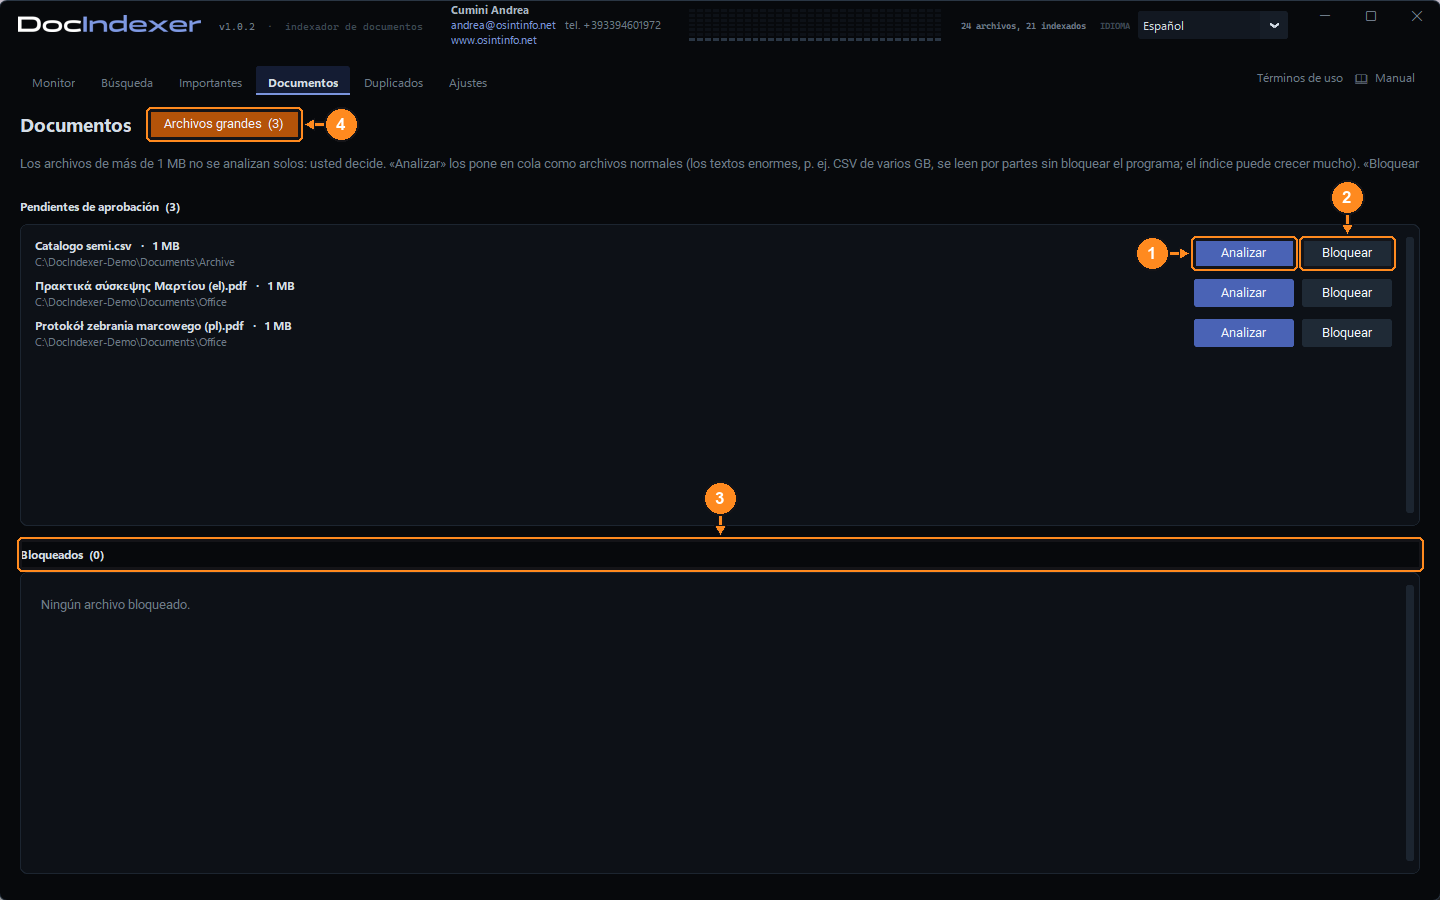 DocIndexer v1.0.2 · indexador de documentos
Cumini Andrea
andrea@osintinfo.net tel. +393394601972
www.osintinfo.net
24 archivos, 21 indexados IDIOMA Español
Monitor Búsqueda Importantes Documentos Duplicados Ajustes
Términos de uso Manual
Documentos Archivos grandes (3) 4
Los archivos de más de 1 MB no se analizan solos: usted decide. «Analizar» los pone en cola como archivos normales (los textos enormes, p. ej. CSV de varios GB, se leen por partes sin bloquear el programa; el índice puede crecer mucho). «Bloquear
Pendientes de aprobación (3)
2
Catalogo semi.csv · 1 MB
C:\DocIndexer-Demo\Documents\Archive
1 Analizar Bloquear
Πρακτικά σύσκεψης Μαρτίου (el).pdf · 1 MB
C:\DocIndexer-Demo\Documents\Office
Analizar Bloquear
Protokół zebrania marcowego (pl).pdf · 1 MB
C:\DocIndexer-Demo\Documents\Office
Analizar Bloquear
3
Bloqueados (0)
Ningún archivo bloqueado.